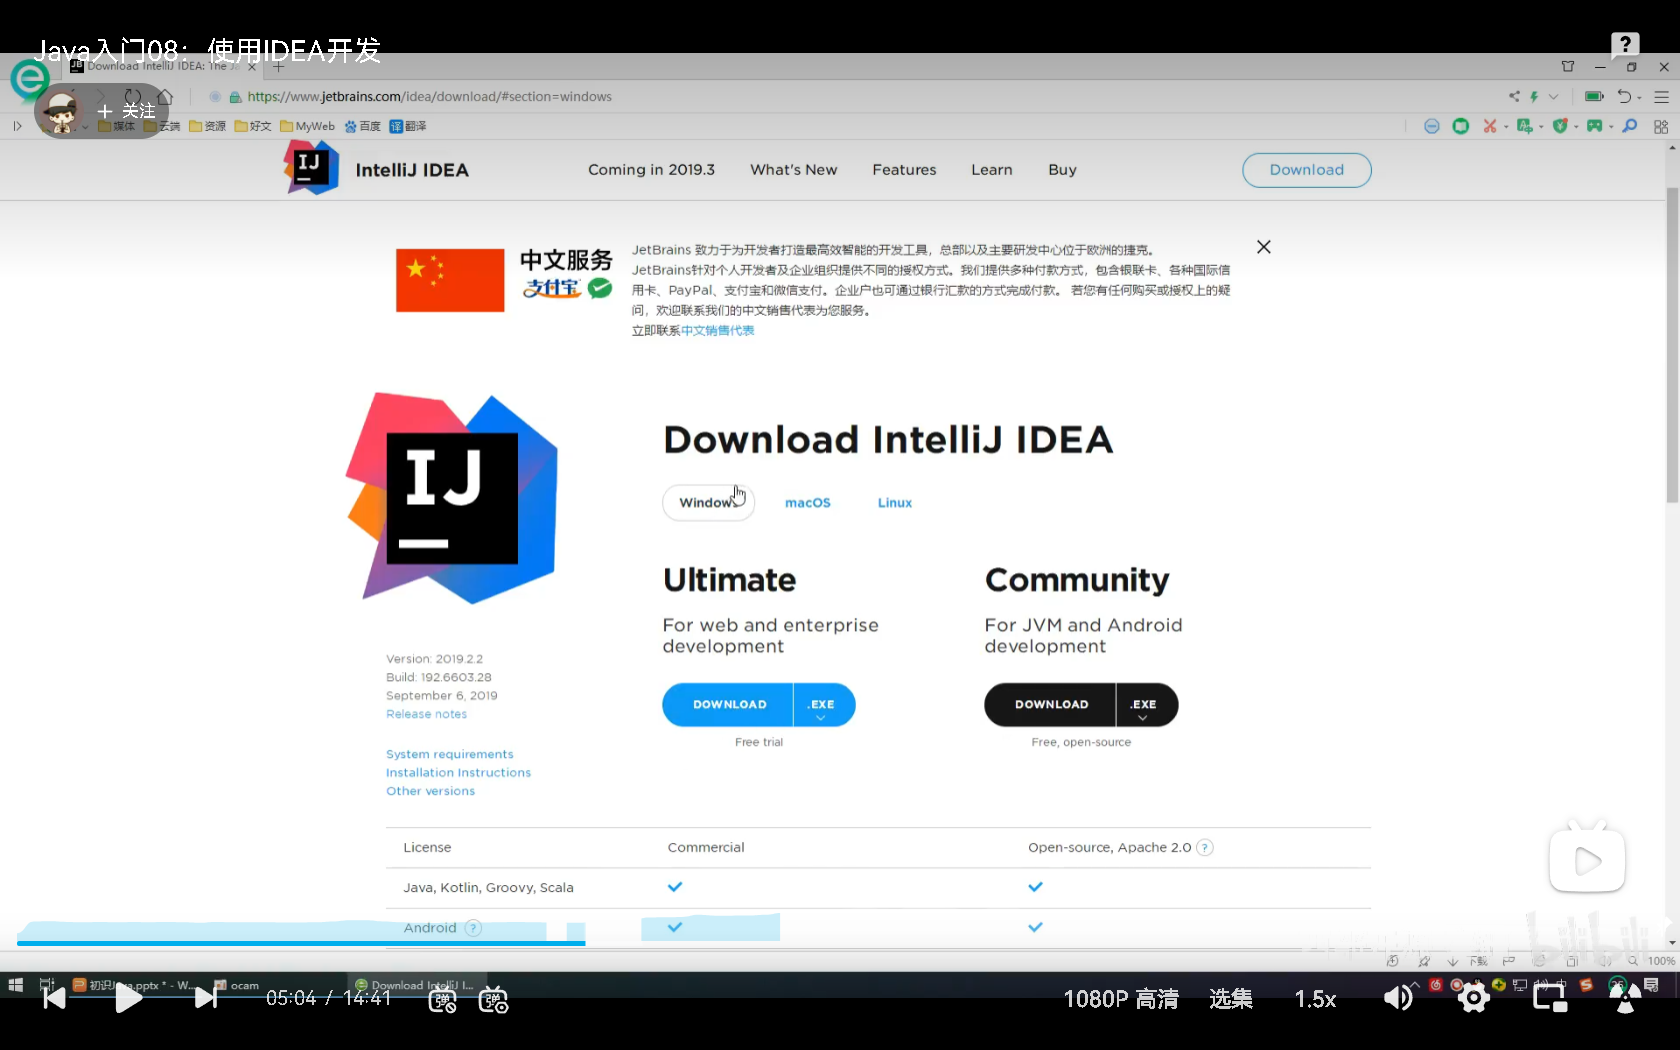 Java入门08：使用IDEA开发
Download IntelliJ IDEA: The
https://www.jetbrains.com/idea/download/#section=windows
+ 关注
媒体 云端 资源 好文 MyWeb 百度 译 翻译
IJ
IntelliJ IDEA
Coming in 2019.3 What's New Features Learn Buy
Download
中文服务
支付宝
JetBrains 致力于为开发者打造最高效智能的开发工具，总部以及主要研发中心位于欧洲的捷克。
JetBrains针对个人开发者及企业组织提供不同的授权方式。我们提供多种付款方式，包含银联卡、各种国际信
用卡、PayPal、支付宝和微信支付。企业户也可通过银行汇款的方式完成付款。 若您有任何购买或授权上的疑
问，欢迎联系我们的中文销售代表为您服务。
立即联系中文销售代表
IJ
Download IntelliJ IDEA
Windows macOS Linux
Ultimate
For web and enterprise
development
DOWNLOAD .EXE
Free trial
Community
For JVM and Android
development
DOWNLOAD .EXE
Free, open-source
Version: 2019.2.2
Build: 192.6603.28
September 6, 2019
Release notes
System requirements
Installation Instructions
Other versions
License Commercial Open-source, Apache 2.0 ?
Java, Kotlin, Groovy, Scala
Android ?
bilibili
下载 100%
初识Java.pptx * - W... ocam Download IntelliJ I...
05:04 / 14:41 弹 弹 1080P 高清 选集 1.5x